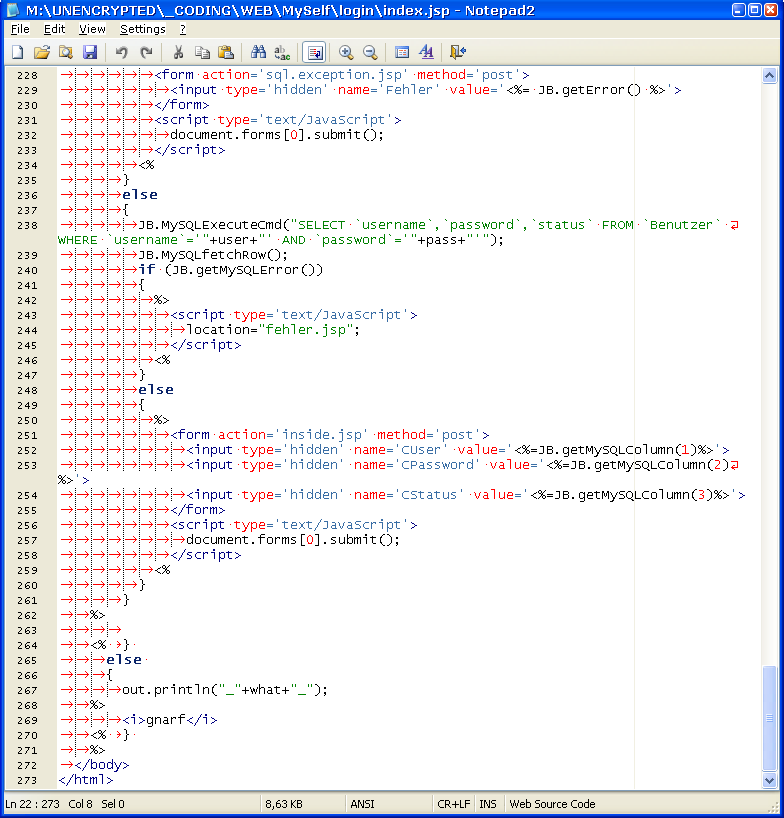 M:\UNENCRYPTED\_CODING\WEB\MySelf\login\index.jsp - Notepad2
File Edit View Settings ?
228 <form action='sql.exception.jsp' method='post'>
229 <input type='hidden' name='Fehler' value='<%= JB.getError() %>'>
230 </form>
231 <script type='text/JavaScript'>
232 document.forms[0].submit();
233 </script>
234 <%
235 }
236 else
237 {
238 JB.MySQLExecuteCmd("SELECT `username`,`password`,`status` FROM `Benutzer`
WHERE `username`='"+user+"' AND `password`='"+pass+"'");
239 JB.MySQLfetchRow();
240 if (JB.getMySQLError())
241 {
242 %>
243 <script type='text/JavaScript'>
244 location="fehler.jsp";
245 </script>
246 <%
247 }
248 else
249 {
250 %>
251 <form action='inside.jsp' method='post'>
252 <input type='hidden' name='CUser' value='<%=JB.getMySQLColumn(1)%>'>
253 <input type='hidden' name='CPassword' value='<%=JB.getMySQLColumn(2)
%>'>
254 <input type='hidden' name='CStatus' value='<%=JB.getMySQLColumn(3)%>'>
255 </form>
256 <script type='text/JavaScript'>
257 document.forms[0].submit();
258 </script>
259 <%
260 }
261 }
262 %>
263
264 <% }
265 else
266 {
267 out.println("_"+what+"_");
268 %>
269 <i>gnarf</i>
270 <% }
271 %>
272 </body>
273 </html>
Ln 22 : 273 Col 8 Sel 0 8,63 KB ANSI CR+LF INS Web Source Code